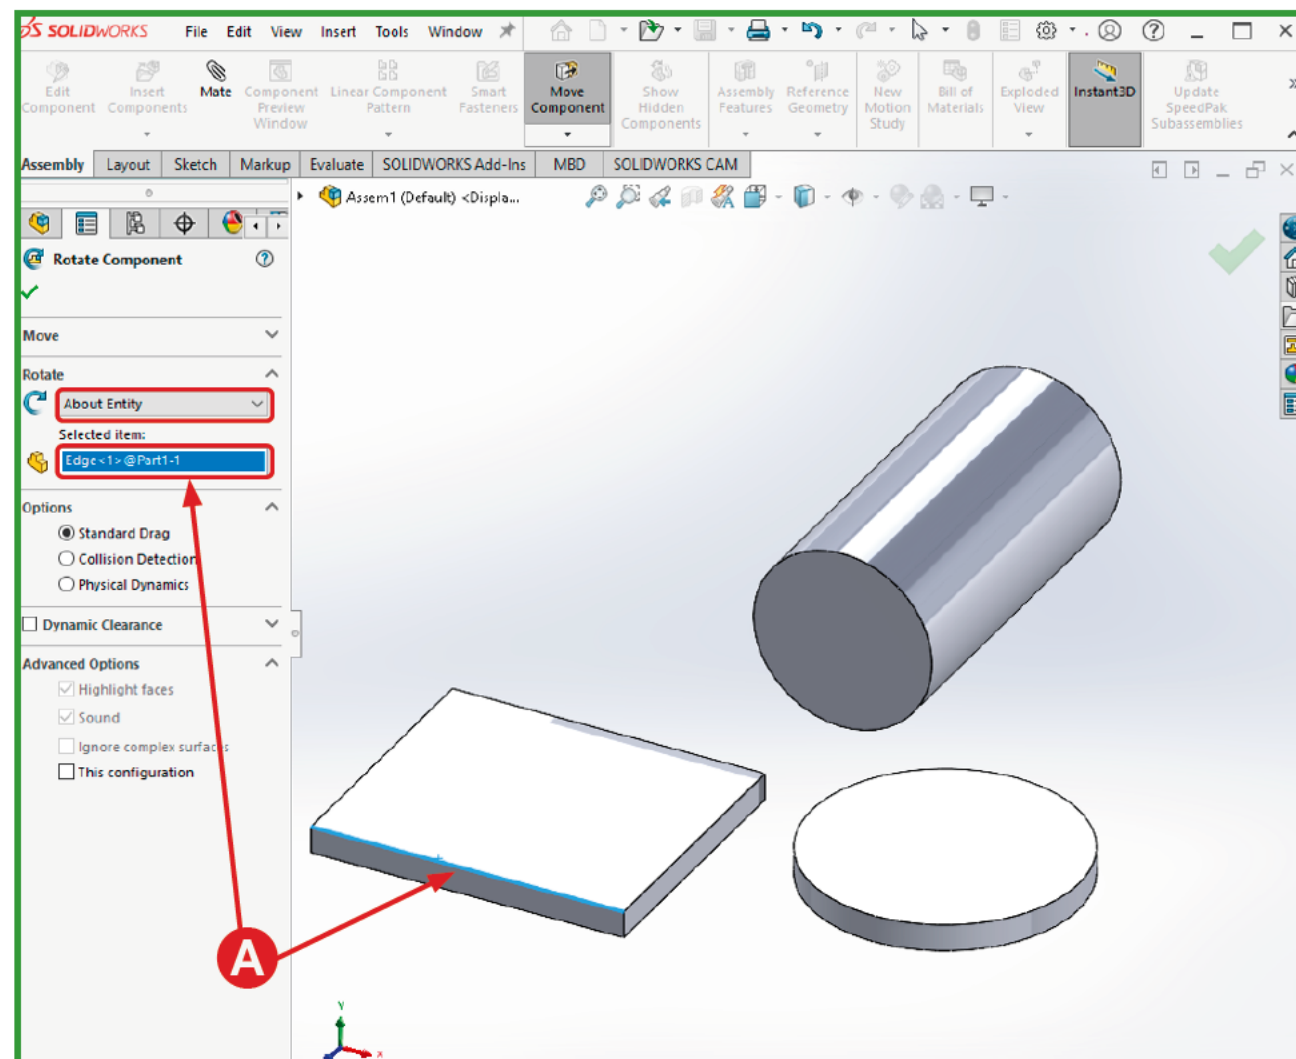 SOLIDWORKS File Edit View Insert Tools Window
Edit Component
Insert Components
Mate
Component Preview Window
Linear Component Pattern
Smart Fasteners
Move Component
Show Hidden Components
Assembly Features
Reference Geometry
New Motion Study
Bill of Materials
Exploded View
Instant3D
Update SpeedPak Subassemblies
Assembly Layout Sketch Markup Evaluate SOLIDWORKS Add-Ins MBD SOLIDWORKS CAM
Assem1 (Default) <Displa...
Rotate Component
Move
Rotate
About Entity
Selected item:
Edge<1>@Part1-1
Options
Standard Drag
Collision Detection
Physical Dynamics
Dynamic Clearance
Advanced Options
Highlight faces
Sound
Ignore complex surfaces
This configuration
A
Y
x